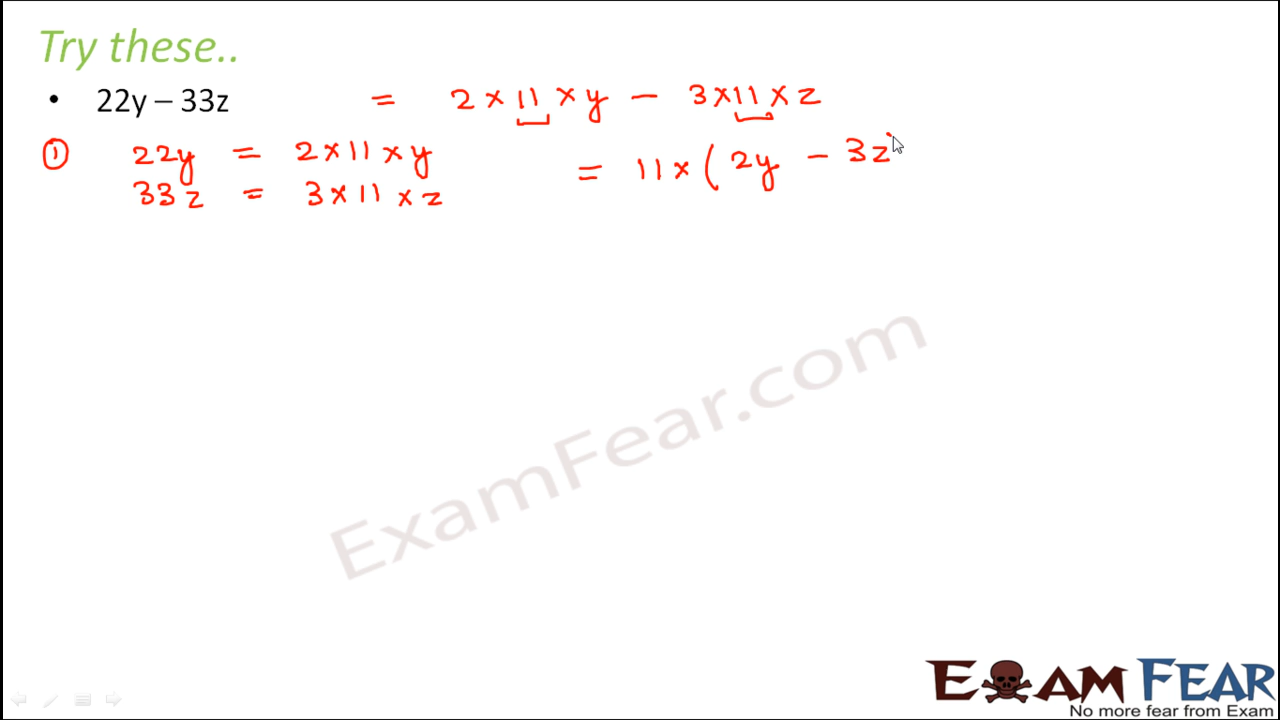 Try these..
• 22y – 33z = 2 × 11 × y – 3 × 11 × z
① 22y = 2 × 11 × y = 11 × ( 2y – 3z
33z = 3 × 11 × z
ExamFear.com
EXAM FEAR
No more fear from Exam